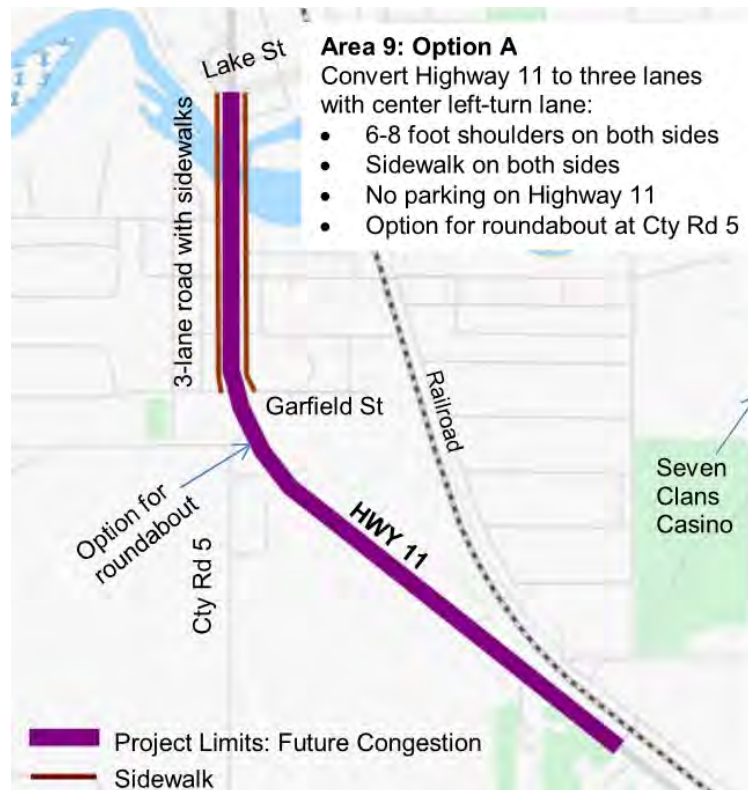 Lake St
Area 9: Option A
Convert Highway 11 to three lanes
with center left-turn lane:
• 6-8 foot shoulders on both sides
• Sidewalk on both sides
• No parking on Highway 11
• Option for roundabout at Cty Rd 5
3-lane road with sidewalks
Garfield St
Railroad
Seven
Clans
Casino
Option for
roundabout
HWY 11
Cty Rd 5
Project Limits: Future Congestion
Sidewalk